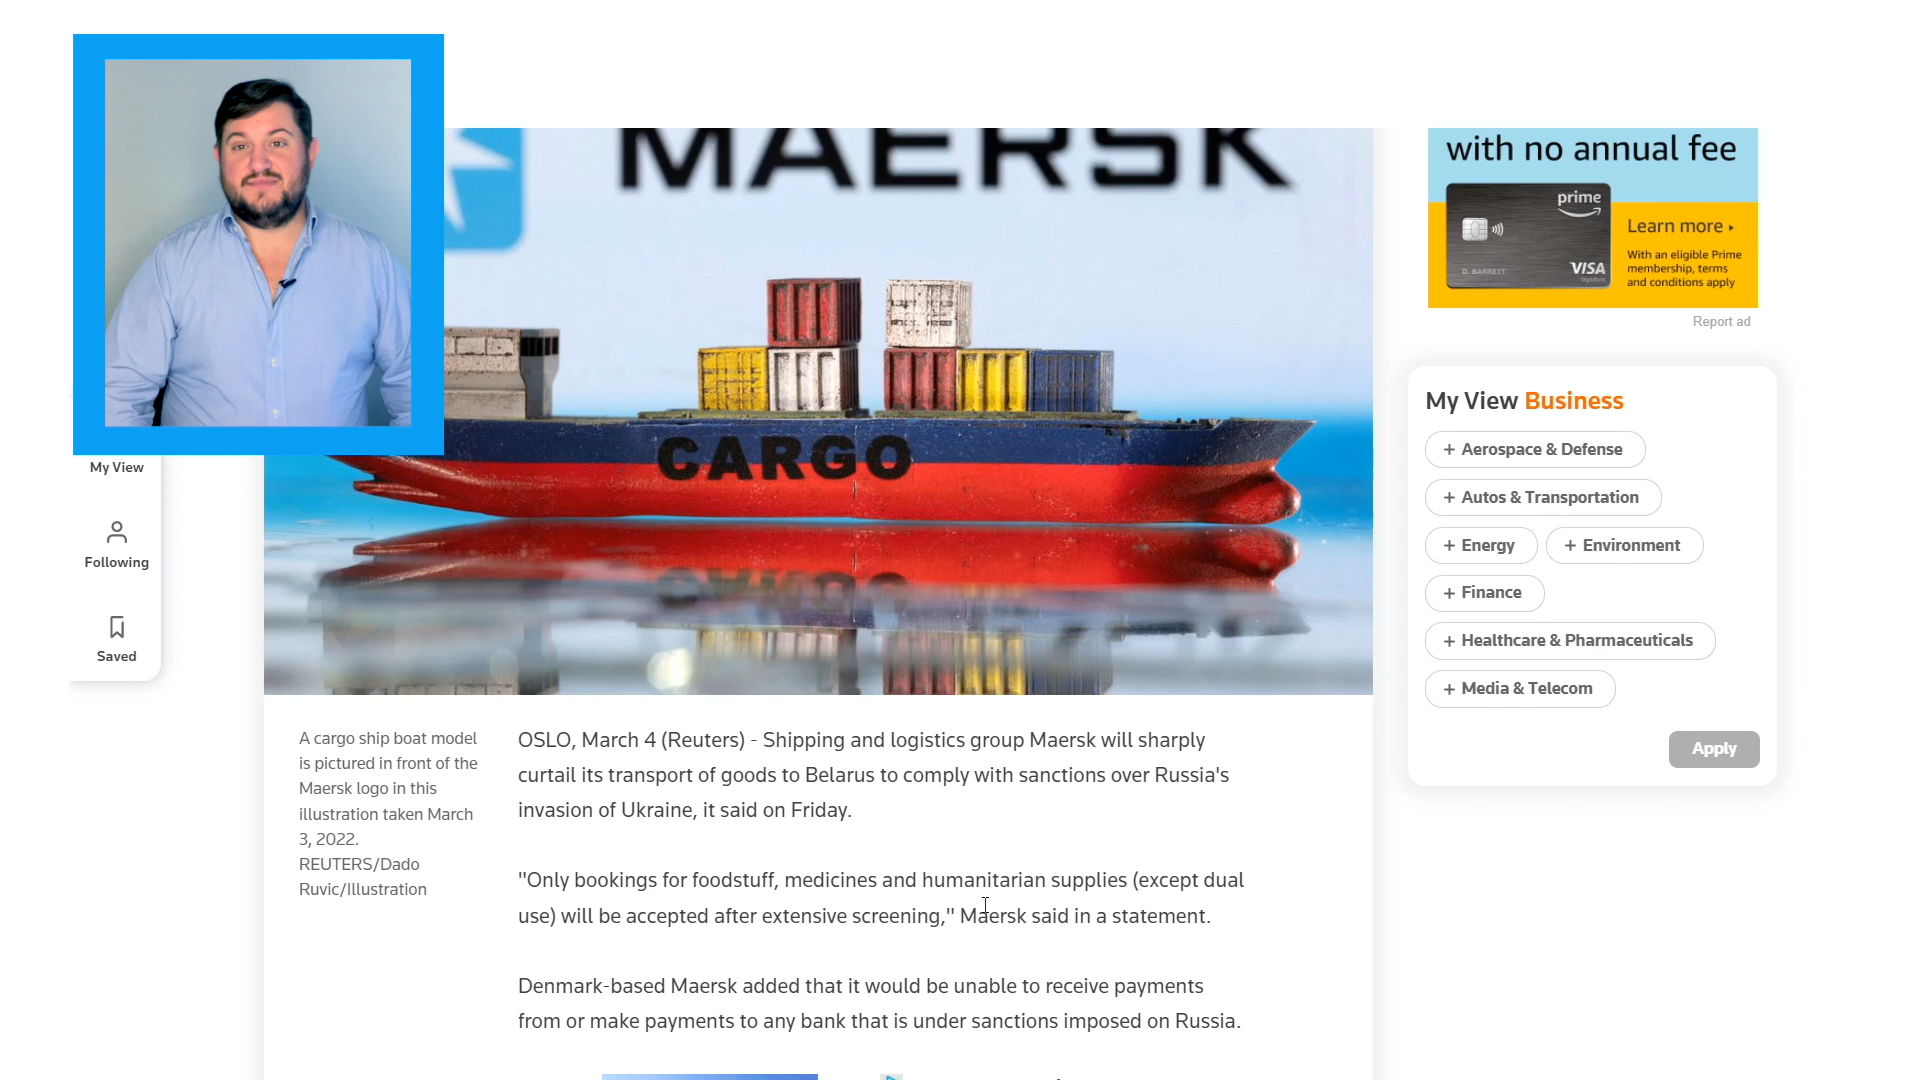 MAERSK
CARGO
with no annual fee
prime
Learn more
With an eligible Prime
membership, terms
and conditions apply
D. BARRETT
VISA
Signature
Report ad
My View Business
+ Aerospace & Defense
+ Autos & Transportation
+ Energy
+ Environment
+ Finance
+ Healthcare & Pharmaceuticals
+ Media & Telecom
Apply
My View
Following
Saved
A cargo ship boat model
is pictured in front of the
Maersk logo in this
illustration taken March
3, 2022.
REUTERS/Dado
Ruvic/Illustration
OSLO, March 4 (Reuters) - Shipping and logistics group Maersk will sharply
curtail its transport of goods to Belarus to comply with sanctions over Russia's
invasion of Ukraine, it said on Friday.
"Only bookings for foodstuff, medicines and humanitarian supplies (except dual
use) will be accepted after extensive screening," Maersk said in a statement.
Denmark-based Maersk added that it would be unable to receive payments
from or make payments to any bank that is under sanctions imposed on Russia.